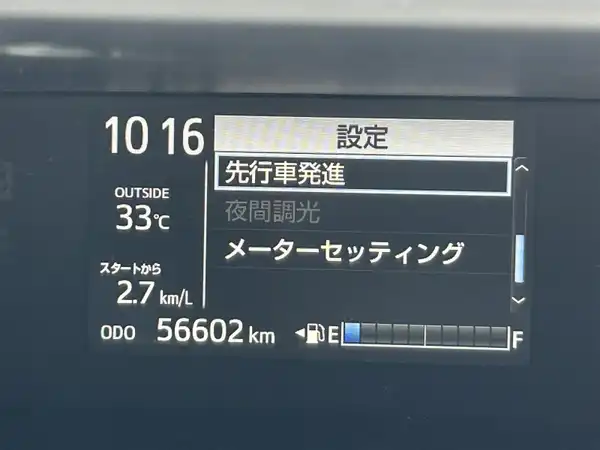 10 16
設定
先行車発進
夜間調光
メーターセッティング
OUTSIDE
33℃
スタートから
2.7 km/L
ODO 56602 km
E F